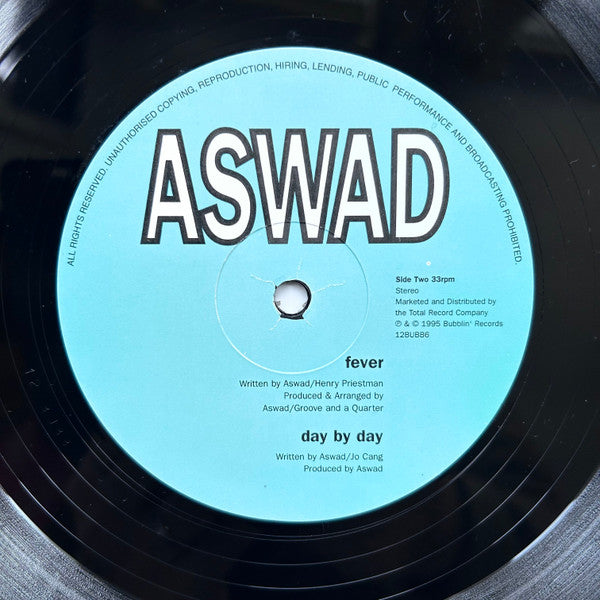 ALL RIGHTS RESERVED. UNAUTHORISED COPYING, REPRODUCTION, HIRING, LENDING, PUBLIC PERFORMANCE AND BROADCASTING PROHIBITED.
ASWAD
Side Two 33rpm
Stereo
Marketed and Distributed by
the Total Record Company
℗ & © 1995 Bubblin' Records
12BUBB6
fever
Written by Aswad/Henry Priestman
Produced & Arranged by
Aswad/Groove and a Quarter
day by day
Written by Aswad/Jo Cang
Produced by Aswad